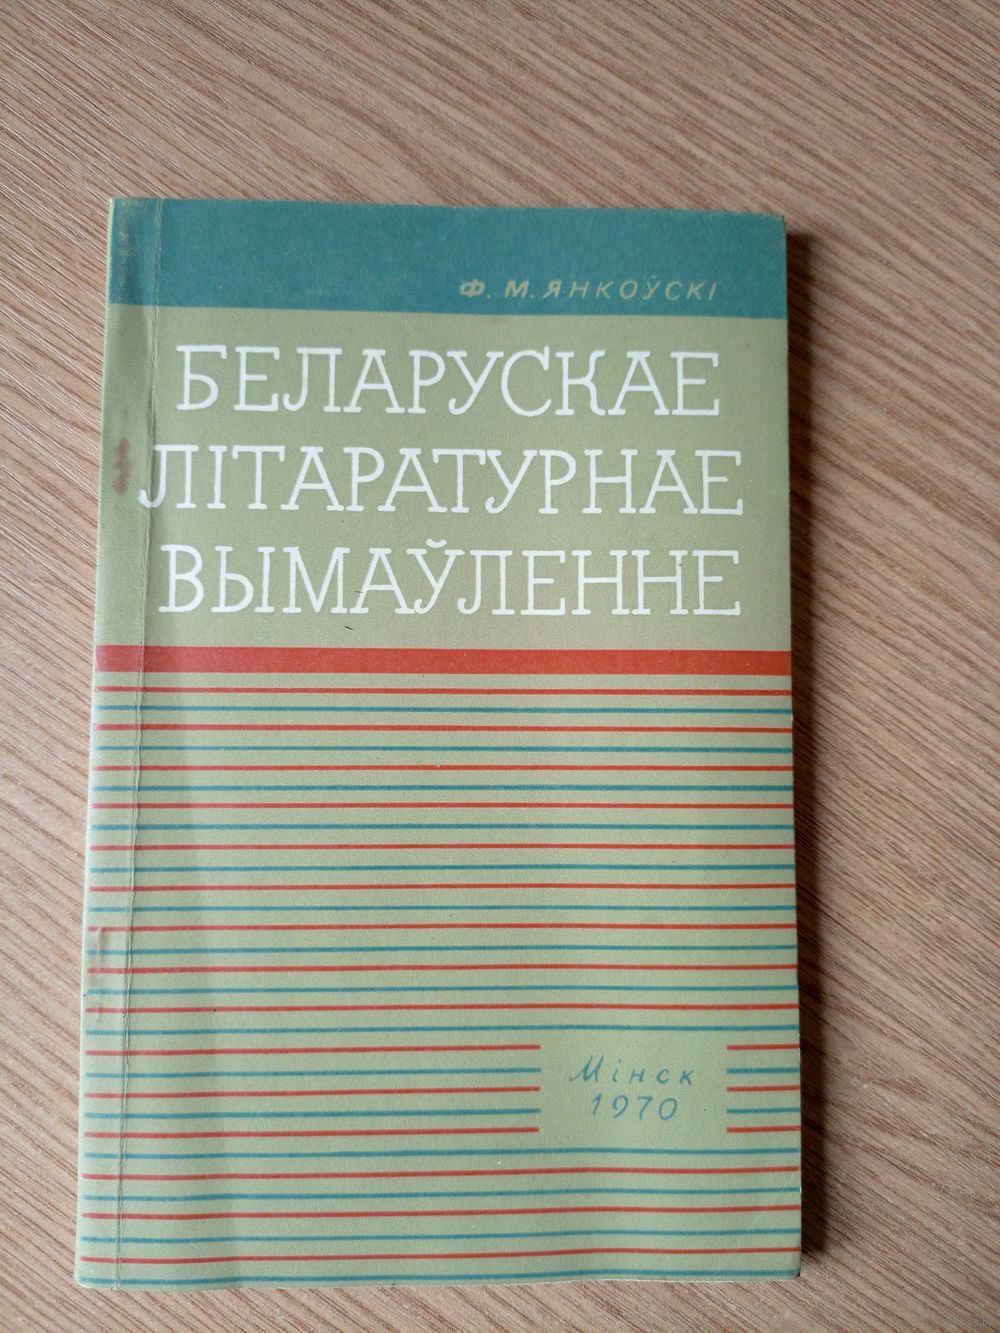 Ф. М. ЯНКОЎСКІ
БЕЛАРУСКАЕ
ЛІТАРАТУРНАЕ
ВЫМАЎЛЕННЕ
Мінск
1970